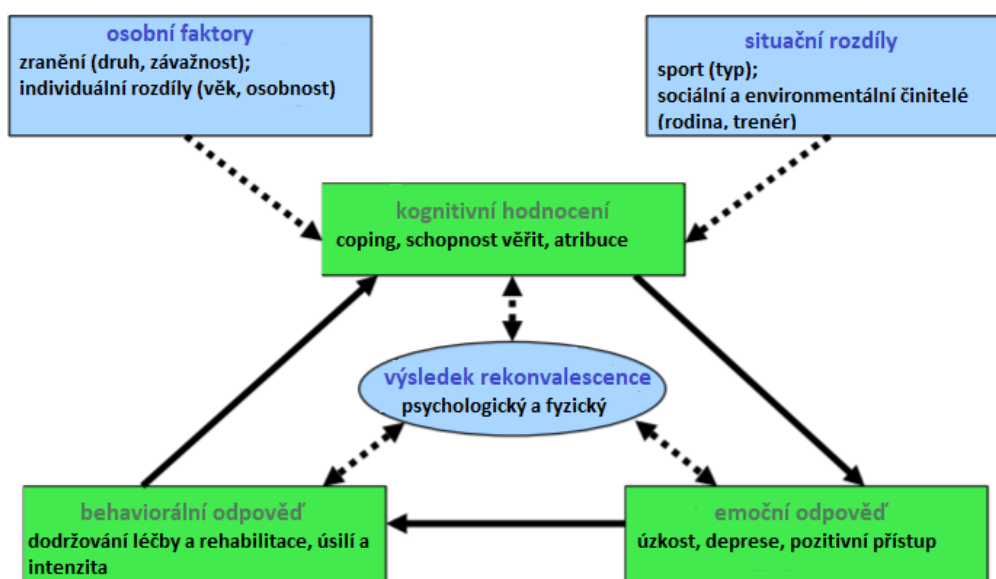 osobní faktory
zranění (druh, závažnost);
individuální rozdíly (věk, osobnost)
situační rozdíly
sport (typ);
sociální a environmentální činitelé
(rodina, trenér)
kognitivní hodnocení
coping, schopnost věřit, atribuce
výsledek rekonvalescence
psychologický a fyzický
behaviorální odpověď
dodržování léčby a rehabilitace, úsilí a
intenzita
emoční odpověď
úzkost, deprese, pozitivní přístup